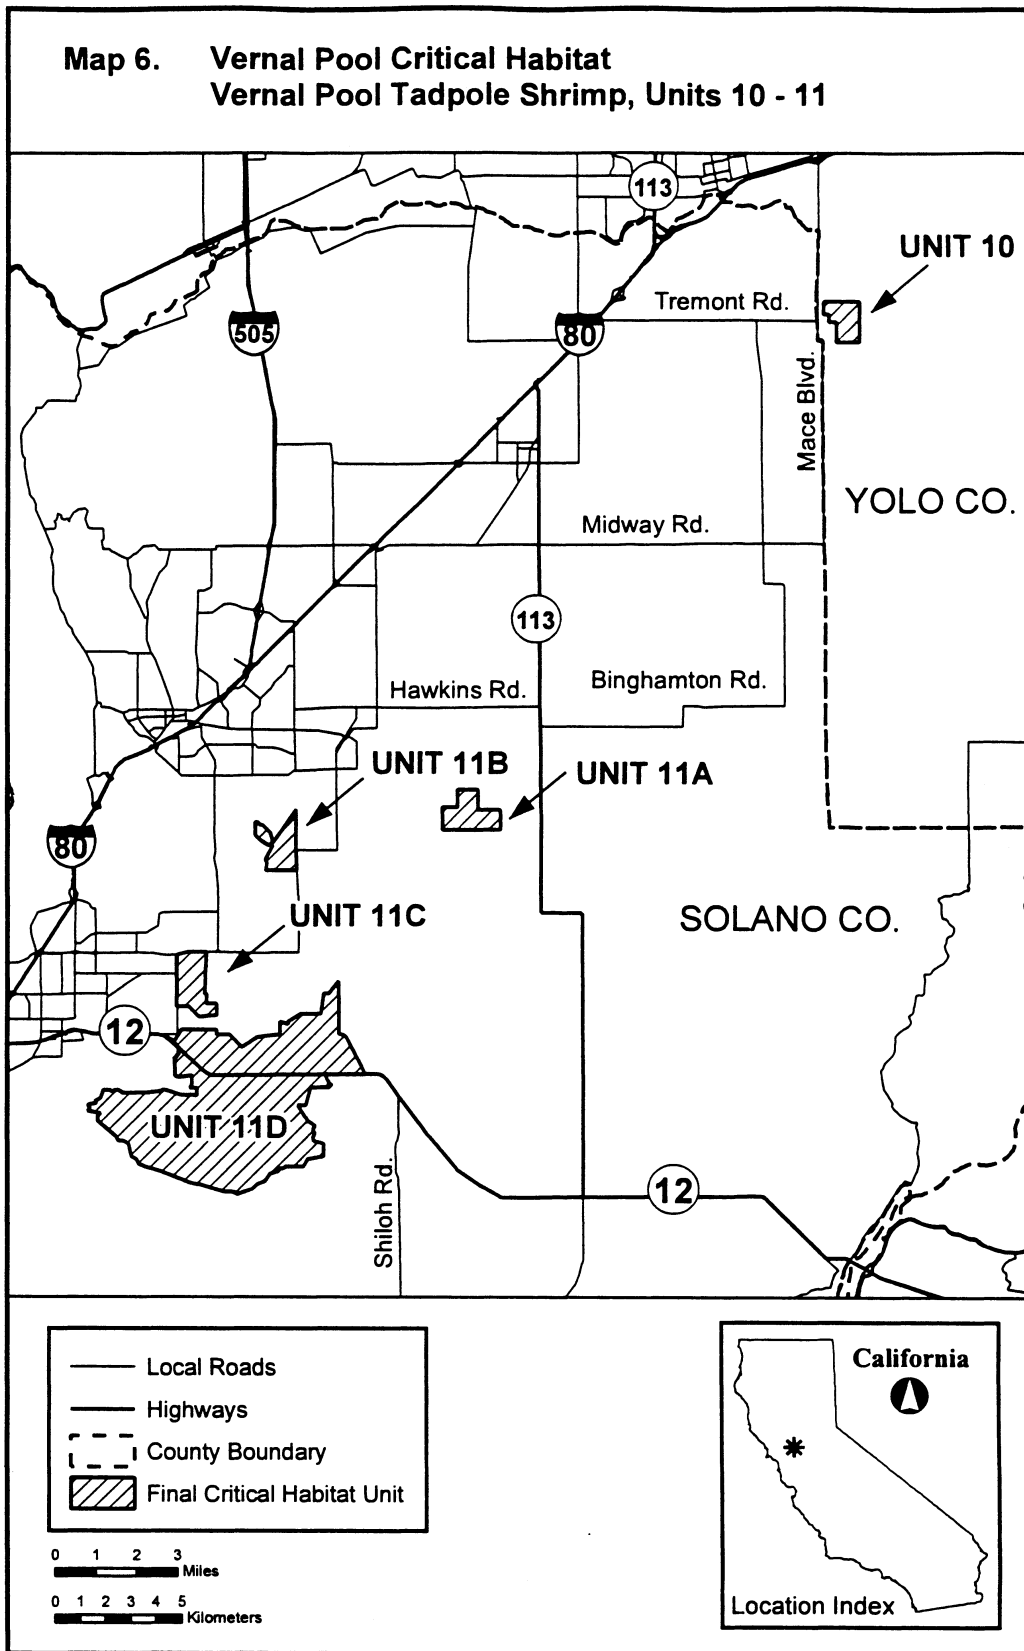 Map 6. Vernal Pool Critical Habitat
Vernal Pool Tadpole Shrimp, Units 10 - 11
113
UNIT 10
Tremont Rd.
505
80
Mace Blvd.
YOLO CO.
Midway Rd.
113
Hawkins Rd.
Binghamton Rd.
UNIT 11B
UNIT 11A
80
UNIT 11C
SOLANO CO.
12
UNIT 11D
Shiloh Rd.
12
Local Roads
Highways
County Boundary
Final Critical Habitat Unit
0 1 2 3
Miles
0 1 2 3 4 5
Kilometers
California
Location Index